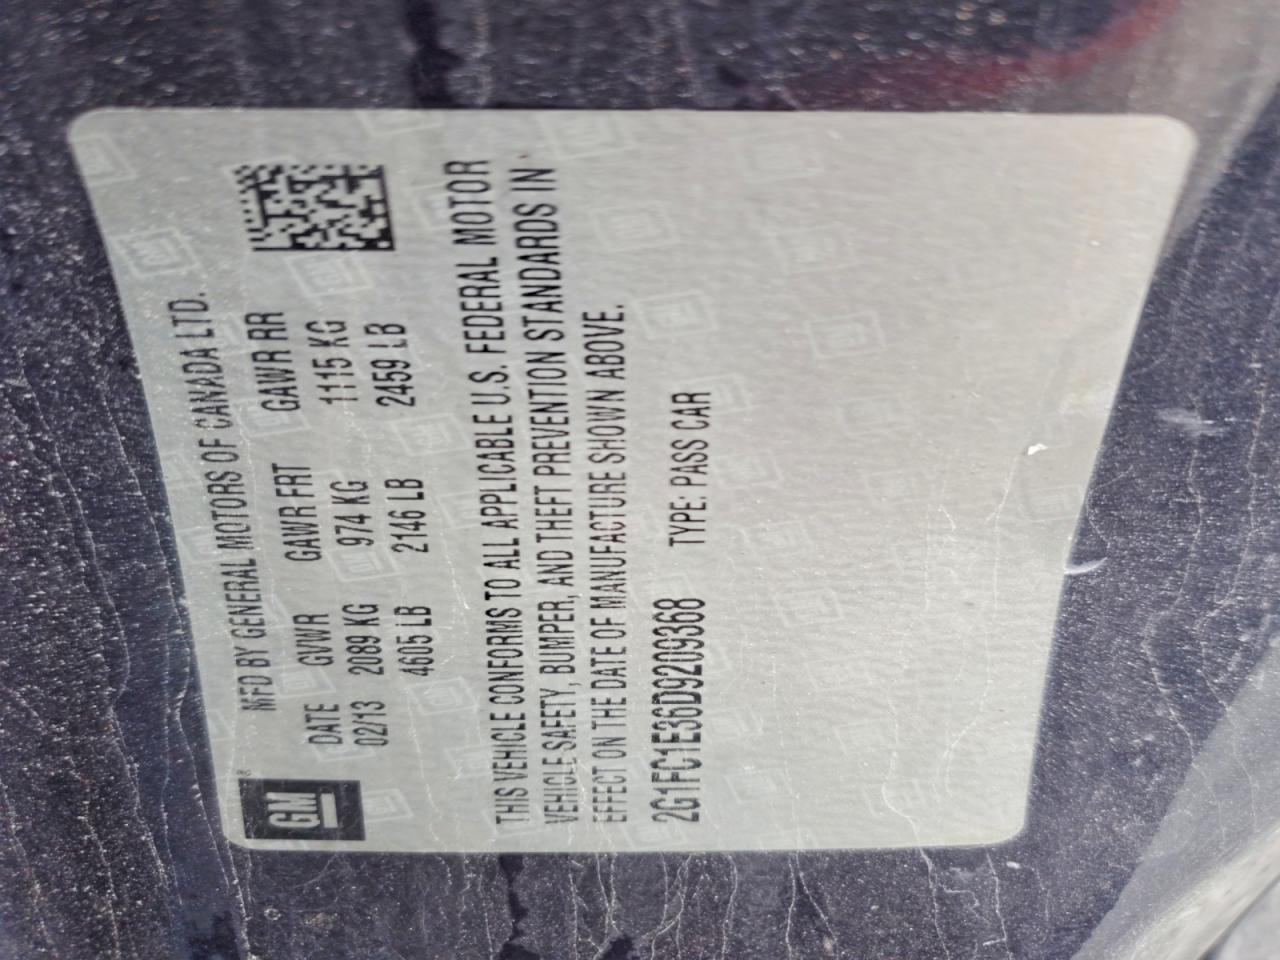 GM®
MFD BY GENERAL MOTORS OF CANADA LTD.
DATE GVWR GAWR FRT GAWR RR
02/13 2089 KG 974 KG 1115 KG
4605 LB 2146 LB 2459 LB
THIS VEHICLE CONFORMS TO ALL APPLICABLE U.S. FEDERAL MOTOR
VEHICLE SAFETY, BUMPER, AND THEFT PREVENTION STANDARDS IN
EFFECT ON THE DATE OF MANUFACTURE SHOWN ABOVE.
2G1FC1E36D9209368 TYPE: PASS CAR